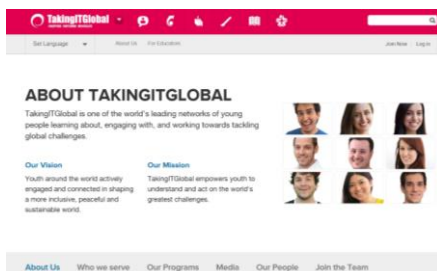 TakingITGlobal
Set Language About Us For Educators Join Now Log in
ABOUT TAKINGITGLOBAL
TakingITGlobal is one of the world's leading networks of young
people learning about, engaging with, and working towards tackling
global challenges.
Our Vision
Youth around the world actively
engaged and connected in shaping
a more inclusive, peaceful and
sustainable world.
Our Mission
TakingITGlobal empowers youth to
understand and act on the world's
greatest challenges.
About Us Who we serve Our Programs Media Our People Join the Team